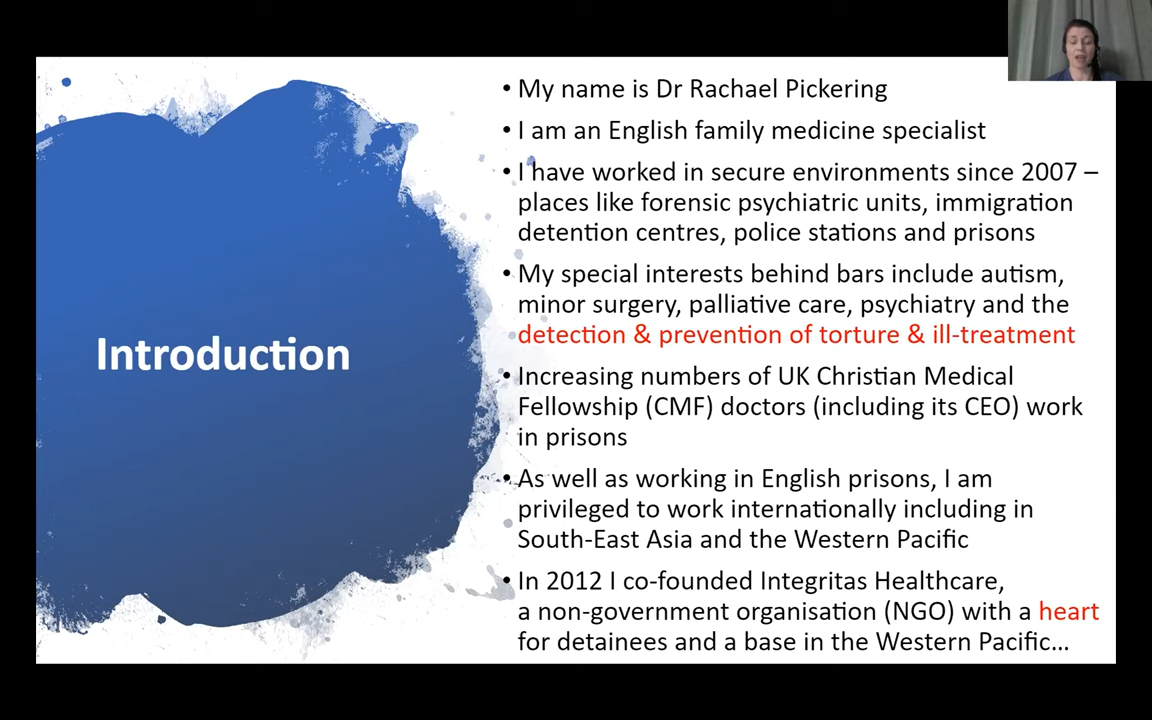 Introduction
• My name is Dr Rachael Pickering
• I am an English family medicine specialist
• I have worked in secure environments since 2007 –
places like forensic psychiatric units, immigration
detention centres, police stations and prisons
• My special interests behind bars include autism,
minor surgery, palliative care, psychiatry and the
detection & prevention of torture & ill-treatment
• Increasing numbers of UK Christian Medical
Fellowship (CMF) doctors (including its CEO) work
in prisons
• As well as working in English prisons, I am
privileged to work internationally including in
South-East Asia and the Western Pacific
• In 2012 I co-founded Integritas Healthcare,
a non-government organisation (NGO) with a heart
for detainees and a base in the Western Pacific...